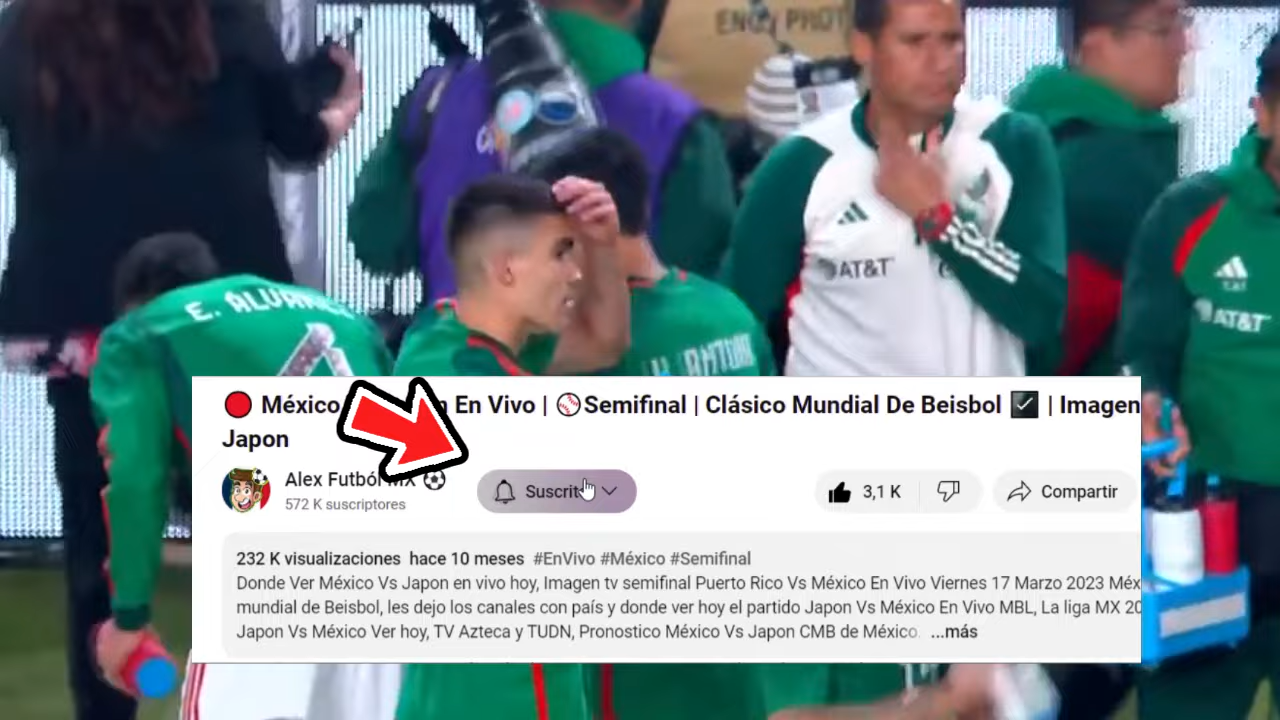 E. ALVAREZ
AT&T
AT&T
🔴 México En Vivo | ⚾Semifinal | Clásico Mundial De Beisbol ✅ | Imagen
Japon
Alex Futból MX ⚽
572 K suscriptores
3,1 K
Compartir
232 K visualizaciones hace 10 meses #EnVivo #México #Semifinal
Donde Ver México Vs Japon en vivo hoy, Imagen tv semifinal Puerto Rico Vs México En Vivo Viernes 17 Marzo 2023 Méx
mundial de Beisbol, les dejo los canales con país y donde ver hoy el partido Japon Vs México En Vivo MBL, La liga MX 20
Japon Vs México Ver hoy, TV Azteca y TUDN, Pronostico México Vs Japon CMB de México. ...más